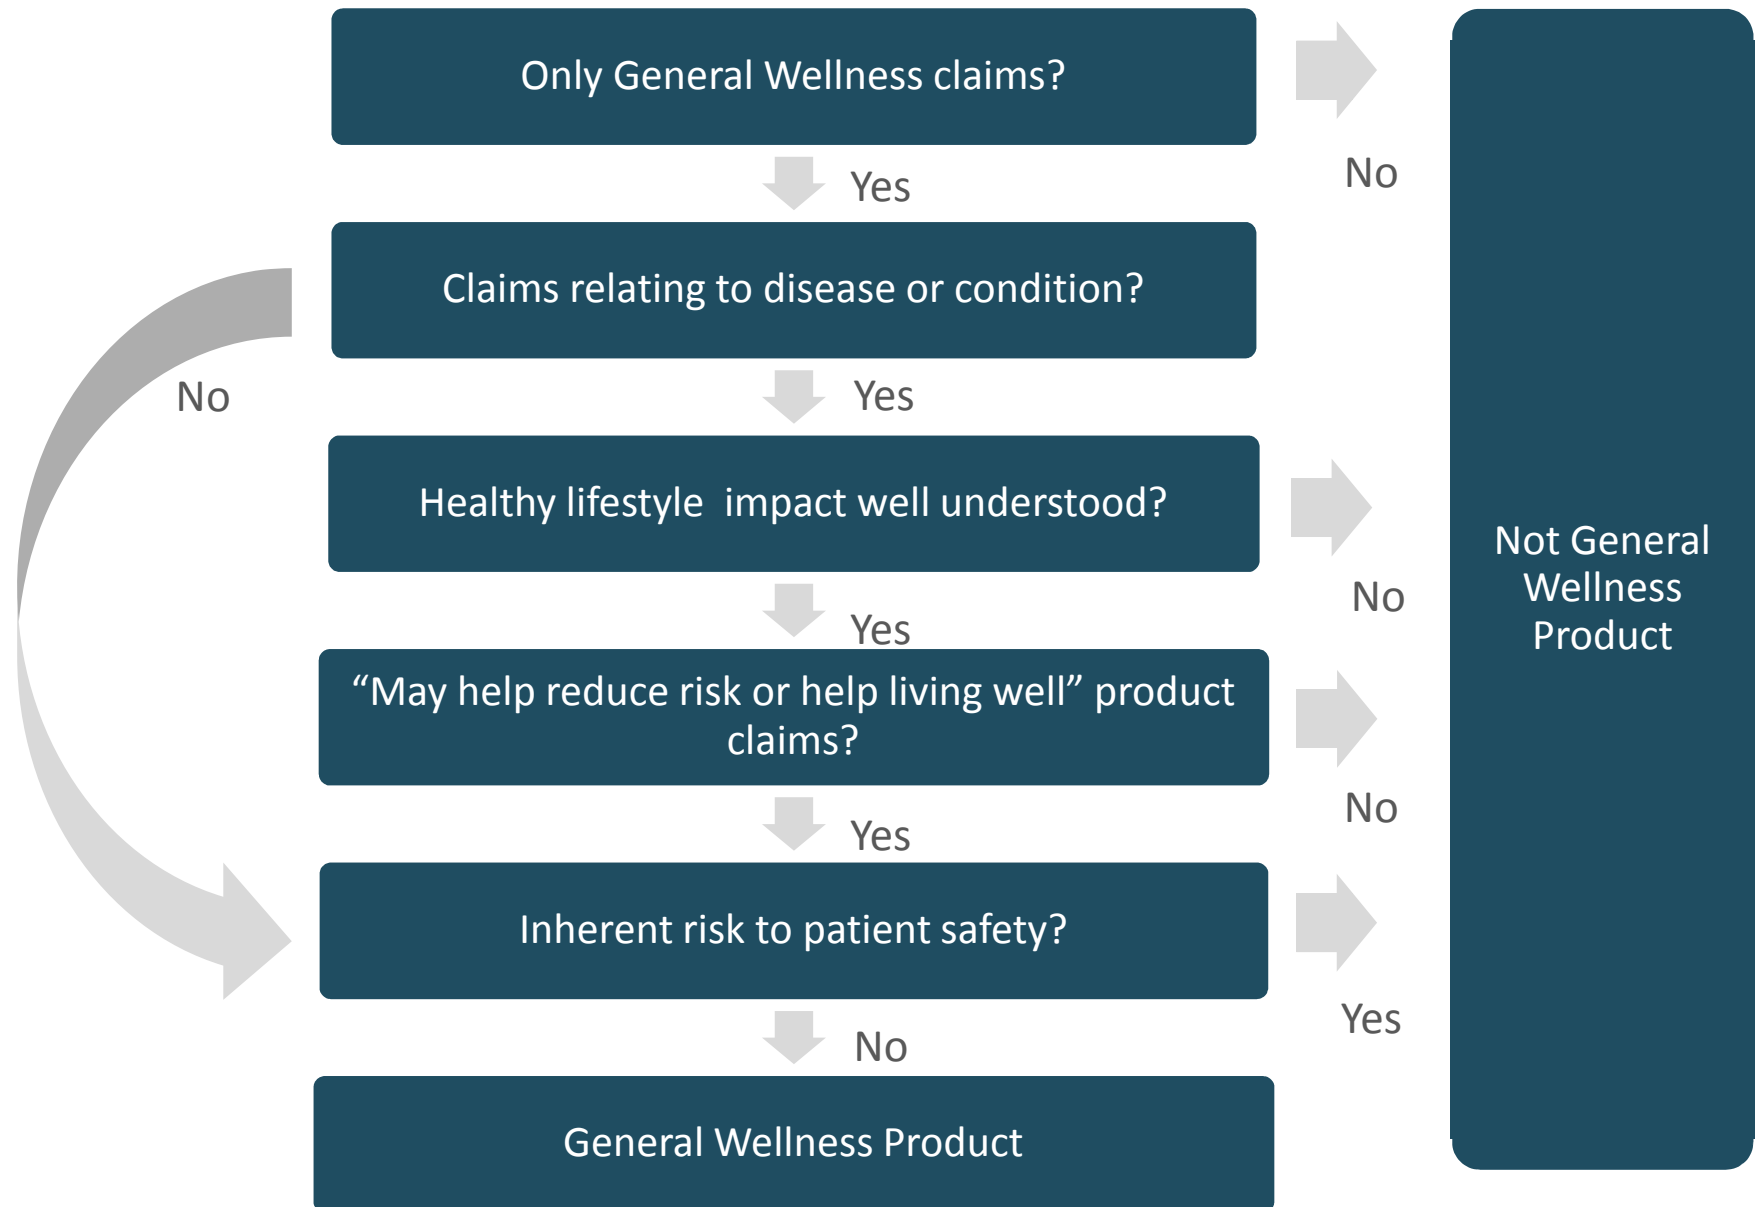 Only General Wellness claims?
No
Yes
Claims relating to disease or condition?
No
Yes
Healthy lifestyle  impact well understood?
No
Yes
“May help reduce risk or help living well” product
claims?
No
Yes
Inherent risk to patient safety?
Yes
No
General Wellness Product
Not General
Wellness
Product